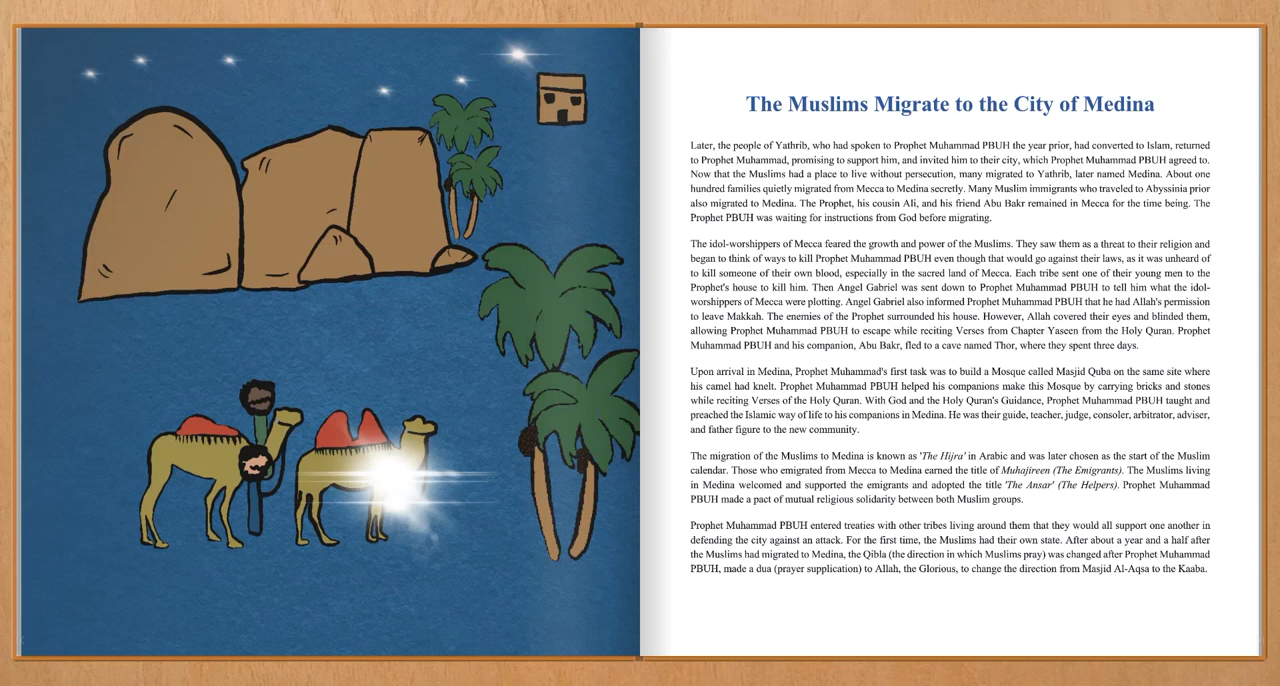 The Muslims Migrate to the City of Medina
Later, the people of Yathrib, who had spoken to Prophet Muhammad PBUH the year prior, had converted to Islam, returned
to Prophet Muhammad, promising to support him, and invited him to their city, which Prophet Muhammad PBUH agreed to.
Now that the Muslims had a place to live without persecution, many migrated to Yathrib, later named Medina. About one
hundred families quietly migrated from Mecca to Medina secretly. Many Muslim immigrants who traveled to Abyssinia prior
also migrated to Medina. The Prophet, his cousin Ali, and his friend Abu Bakr remained in Mecca for the time being. The
Prophet PBUH was waiting for instructions from God before migrating.
The idol-worshippers of Mecca feared the growth and power of the Muslims. They saw them as a threat to their religion and
began to think of ways to kill Prophet Muhammad PBUH even though that would go against their laws, as it was unheard of
to kill someone of their own blood, especially in the sacred land of Mecca. Each tribe sent one of their young men to the
Prophet's house to kill him. Then Angel Gabriel was sent down to Prophet Muhammad PBUH to tell him what the idol-
worshippers of Mecca were plotting. Angel Gabriel also informed Prophet Muhammad PBUH that he had Allah's permission
to leave Makkah. The enemies of the Prophet surrounded his house. However, Allah covered their eyes and blinded them,
allowing Prophet Muhammad PBUH to escape while reciting Verses from Chapter Yaseen from the Holy Quran. Prophet
Muhammad PBUH and his companion, Abu Bakr, fled to a cave named Thor, where they spent three days.
Upon arrival in Medina, Prophet Muhammad's first task was to build a Mosque called Masjid Quba on the same site where
his camel had knelt. Prophet Muhammad PBUH helped his companions make this Mosque by carrying bricks and stones
while reciting Verses of the Holy Quran. With God and the Holy Quran's Guidance, Prophet Muhammad PBUH taught and
preached the Islamic way of life to his companions in Medina. He was their guide, teacher, judge, consoler, arbitrator, adviser,
and father figure to the new community.
The migration of the Muslims to Medina is known as 'The Hijra' in Arabic and was later chosen as the start of the Muslim
calendar. Those who emigrated from Mecca to Medina earned the title of Muhajireen (The Emigrants). The Muslims living
in Medina welcomed and supported the emigrants and adopted the title 'The Ansar' (The Helpers). Prophet Muhammad
PBUH made a pact of mutual religious solidarity between both Muslim groups.
Prophet Muhammad PBUH entered treaties with other tribes living around them that they would all support one another in
defending the city against an attack. For the first time, the Muslims had their own state. After about a year and a half after
the Muslims had migrated to Medina, the Qibla (the direction in which Muslims pray) was changed after Prophet Muhammad
PBUH, made a dua (prayer supplication) to Allah, the Glorious, to change the direction from Masjid Al-Aqsa to the Kaaba.